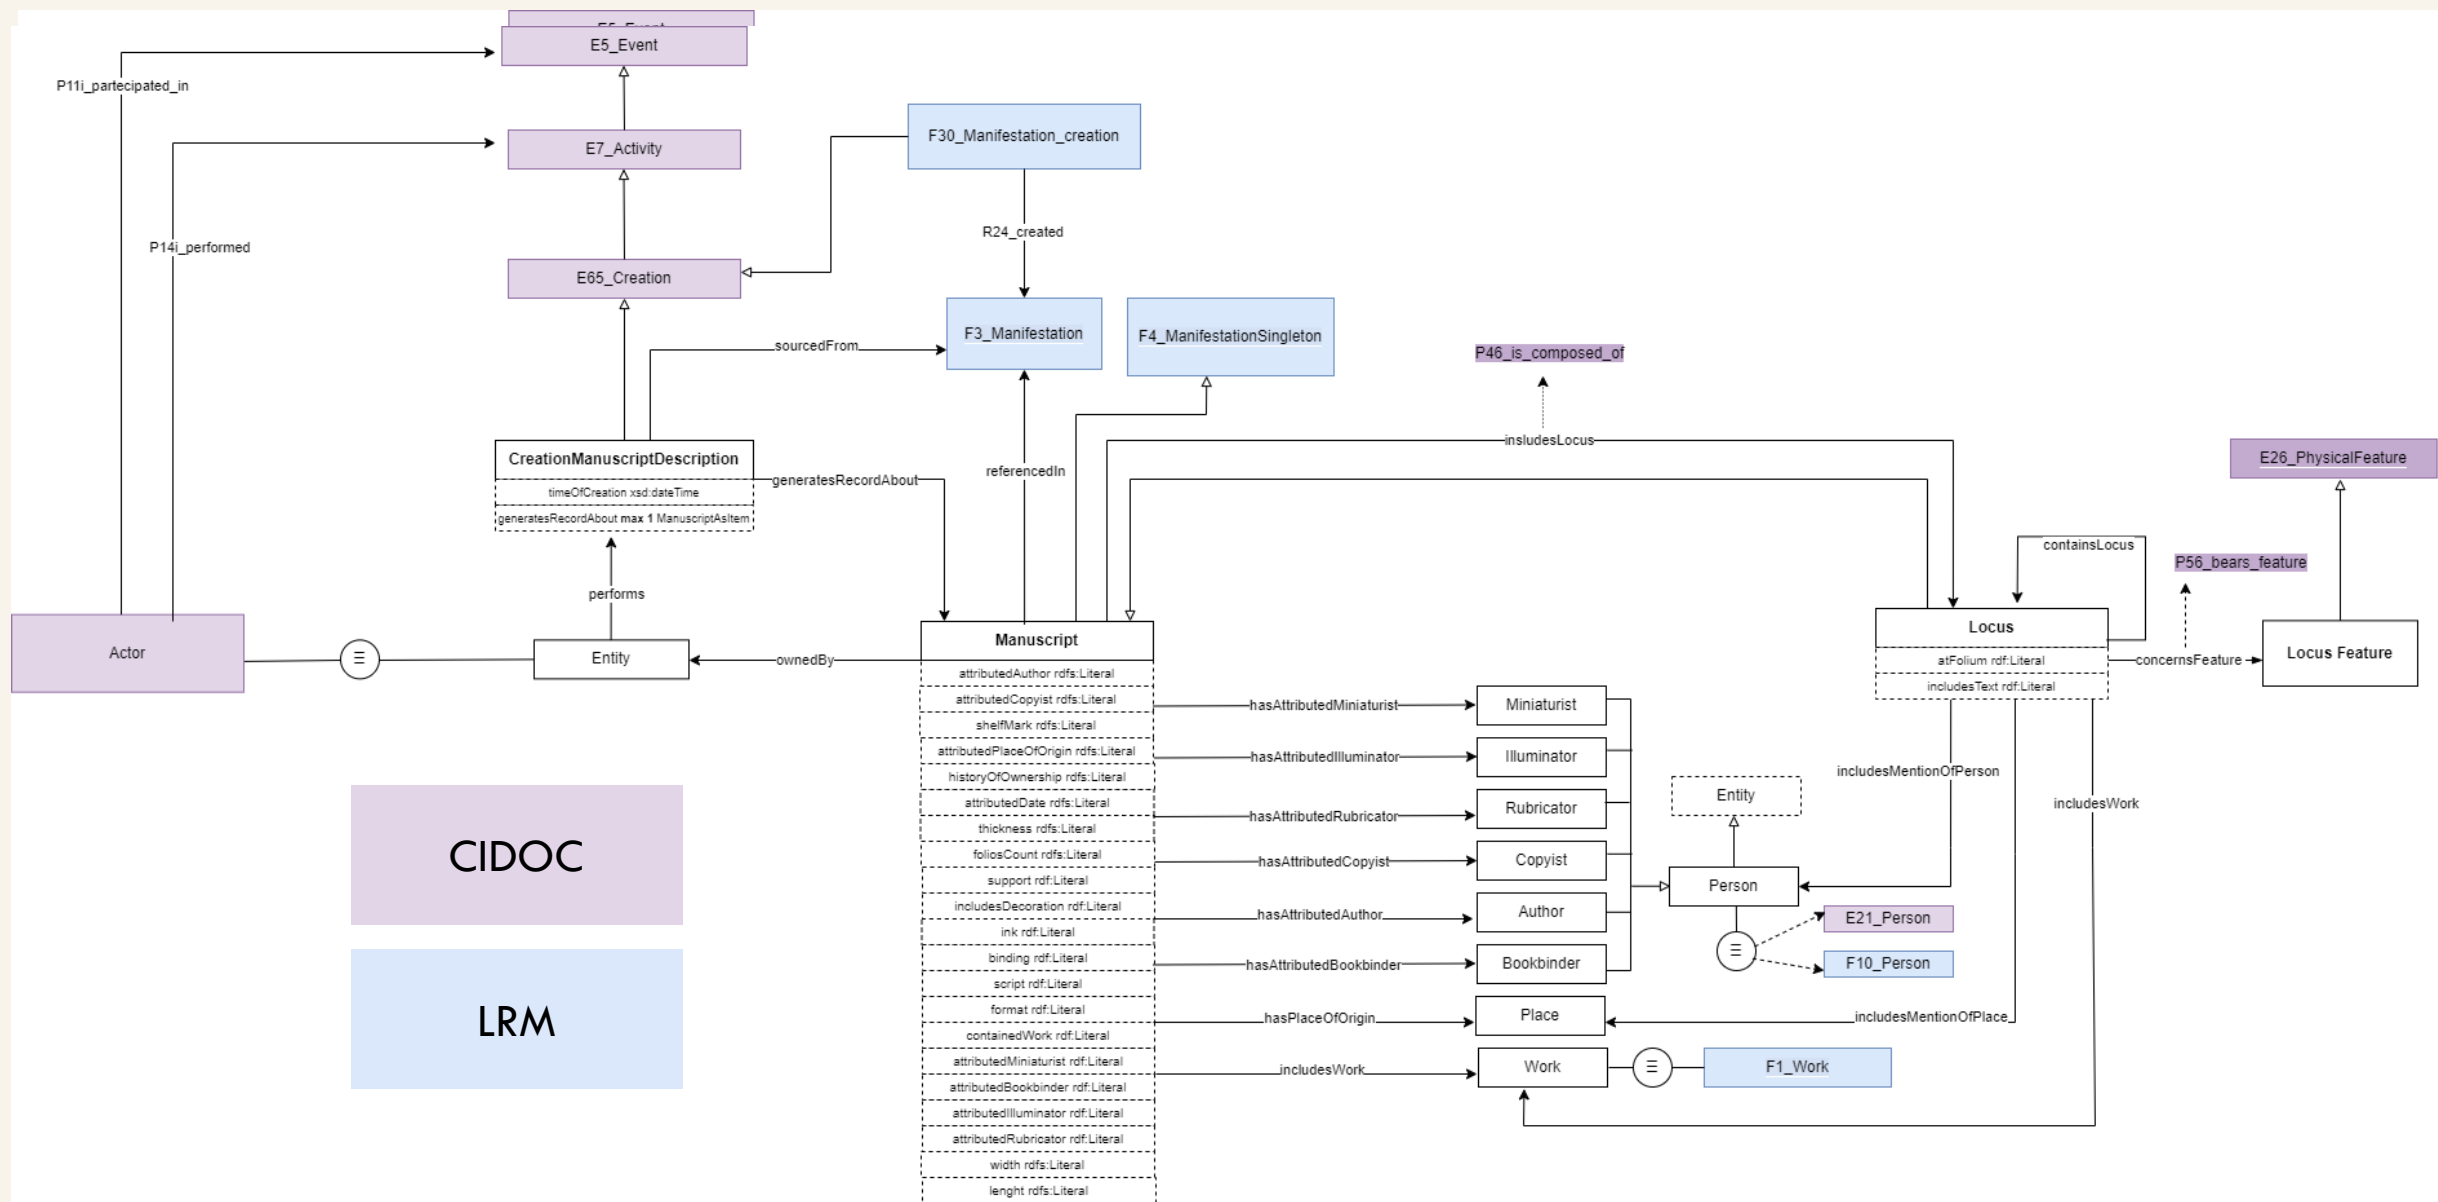 E5_Event
E5_Event
P11i_partecipated_in
F30_Manifestation_creation
E7_Activity
R24_created
P14i_performed
E65_Creation
F3_Manifestation
F4_ManifestationSingleton
sourcedFrom
P46_is_composed_of
insludesLocus
CreationManuscriptDescription
timeOfCreation xsd:dateTime
generatesRecordAbout max 1 ManuscriptAsItem
generatesRecordAbout
referencedIn
E26_PhysicalFeature
containsLocus
P56_bears_feature
performs
Actor
Ξ
Entity
ownedBy
Manuscript
attributedAuthor rdfs:Literal
attributedCopyist rdfs:Literal
shelfMark rdfs:Literal
attributedPlaceOfOrigin rdfs:Literal
historyOfOwnership rdfs:Literal
attributedDate rdfs:Literal
thickness rdfs:Literal
foliosCount rdfs:Literal
support rdf:Literal
includesDecoration rdf:Literal
ink rdf:Literal
binding rdf:Literal
script rdf:Literal
format rdf:Literal
containedWork rdf:Literal
attributedMiniaturist rdf:Literal
attributedBookbinder rdf:Literal
attributedIlluminator rdf:Literal
attributedRubricator rdf:Literal
width rdfs:Literal
lenght rdfs:Literal
Locus
atFolium rdf:Literal
includesText rdf:Literal
concernsFeature
Locus Feature
hasAttributedMiniaturist
Miniaturist
hasAttributedIlluminator
Illuminator
hasAttributedRubricator
Rubricator
hasAttributedCopyist
Copyist
hasAttributedAuthor
Author
hasAttributedBookbinder
Bookbinder
hasPlaceOfOrigin
Place
includesWork
Work
Ξ
F1_Work
Entity
Person
Ξ
E21_Person
F10_Person
includesMentionOfPerson
includesWork
includesMentionOfPlace
CIDOC
LRM